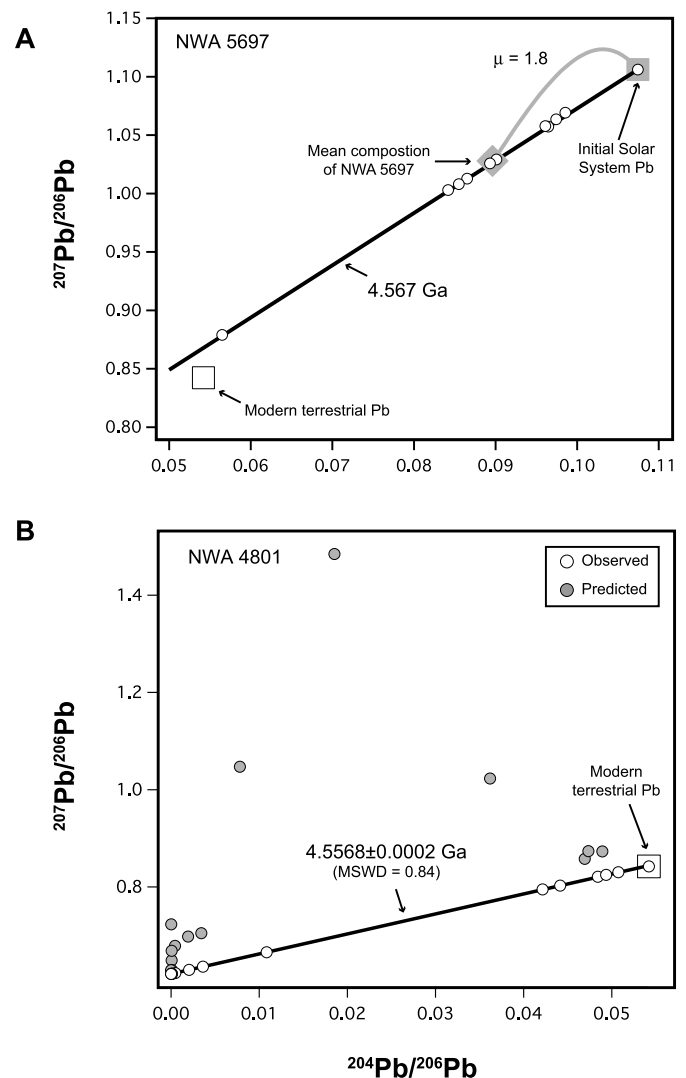 A
NWA 5697
1.15
1.10
1.05
1.00
0.95
0.90
0.85
0.80
²⁰⁷Pb/²⁰⁶Pb
μ = 1.8
Mean compostion
of NWA 5697
Initial Solar
System Pb
4.567 Ga
Modern terrestrial Pb
0.05
0.06
0.07
0.08
0.09
0.10
0.11
B
NWA 4801
Observed
Predicted
1.4
1.2
1.0
0.8
²⁰⁷Pb/²⁰⁶Pb
Modern
terrestrial Pb
4.5568±0.0002 Ga
(MSWD = 0.84)
0.00
0.01
0.02
0.03
0.04
0.05
²⁰⁴Pb/²⁰⁶Pb